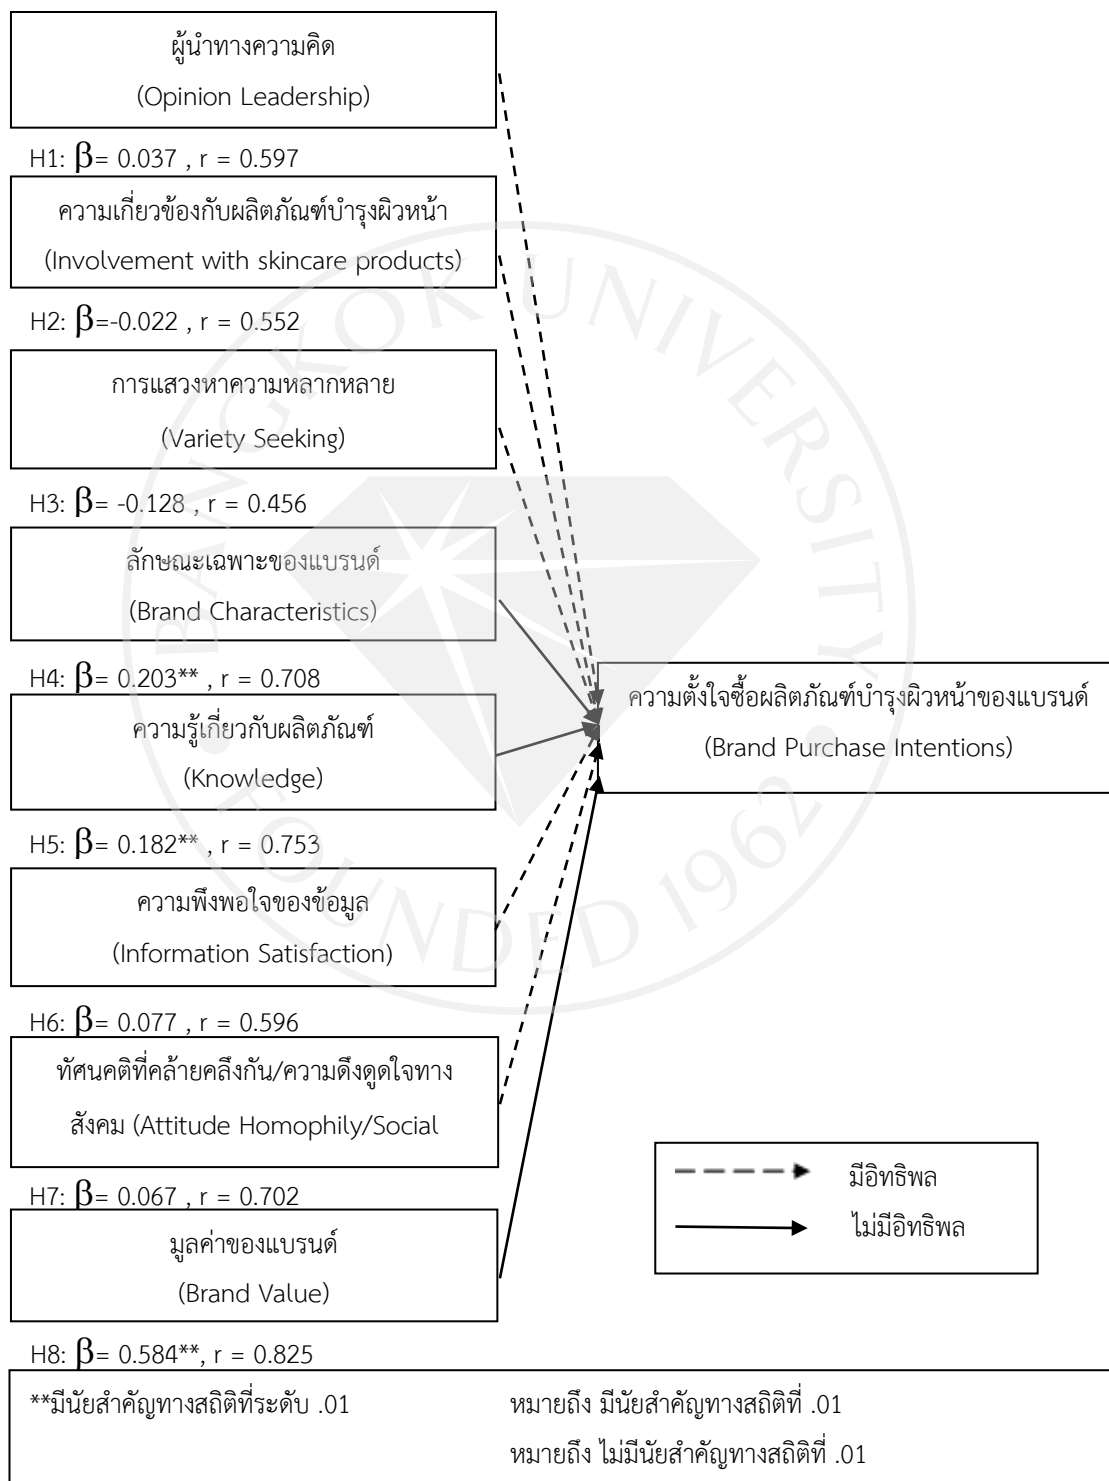 ผู้นำทางความคิด
(Opinion Leadership)
H1: β= 0.037 , r = 0.597
ความเกี่ยวข้องกับผลิตภัณฑ์บำรุงผิวหน้า
(Involvement with skincare products)
H2: β=-0.022 , r = 0.552
การแสวงหาความหลากหลาย
(Variety Seeking)
H3: β= -0.128 , r = 0.456
ลักษณะเฉพาะของแบรนด์
(Brand Characteristics)
H4: β= 0.203** , r = 0.708
ความรู้เกี่ยวกับผลิตภัณฑ์
(Knowledge)
H5: β= 0.182** , r = 0.753
ความพึงพอใจของข้อมูล
(Information Satisfaction)
H6: β= 0.077 , r = 0.596
ทัศนคติที่คล้ายคลึงกัน/ความดึงดูดใจทาง
สังคม (Attitude Homophily/Social
H7: β= 0.067 , r = 0.702
มูลค่าของแบรนด์
(Brand Value)
H8: β= 0.584**, r = 0.825
ความตั้งใจซื้อผลิตภัณฑ์บำรุงผิวหน้าของแบรนด์
(Brand Purchase Intentions)
มีอิทธิพล
ไม่มีอิทธิพล
**มีนัยสำคัญทางสถิติที่ระดับ .01
หมายถึง มีนัยสำคัญทางสถิติที่ .01
หมายถึง ไม่มีนัยสำคัญทางสถิติที่ .01
BANGKOK UNIVERSITY
FOUNDED 1962